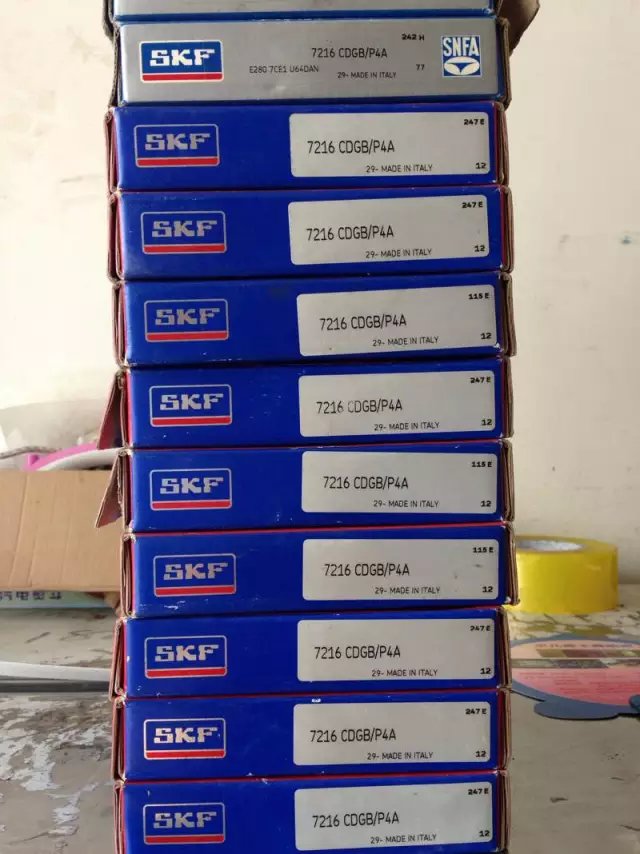 SKF
242 H
7216 CDGB/P4A
E280 7CE1 U64DAN
29- MADE IN ITALY
77
SNFA
SKF
247 E
7216 CDGB/P4A
29- MADE IN ITALY
12
SKF
247 E
7216 CDGB/P4A
29- MADE IN ITALY
12
SKF
115 E
7216 CDGB/P4A
29- MADE IN ITALY
12
SKF
247 E
7216 CDGB/P4A
29- MADE IN ITALY
12
SKF
115 E
7216 CDGB/P4A
29- MADE IN ITALY
12
SKF
115 E
7216 CDGB/P4A
29- MADE IN ITALY
12
SKF
247 E
7216 CDGB/P4A
29- MADE IN ITALY
12
SKF
247 E
7216 CDGB/P4A
29- MADE IN ITALY
12
SKF
247 E
7216 CDGB/P4A
29- MADE IN ITALY
12